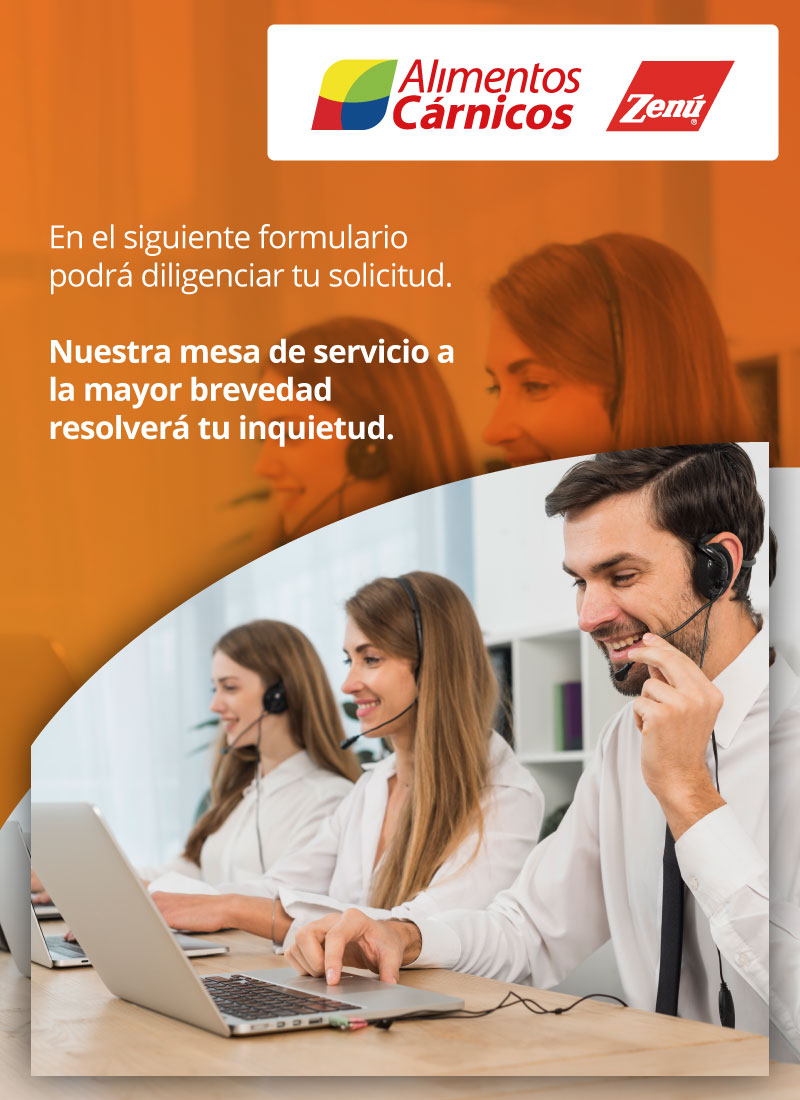 Alimentos
Cárnicos
Zenú®
En el siguiente formulario
podrá diligenciar tu solicitud.
Nuestra mesa de servicio a
la mayor brevedad
resolverá tu inquietud.